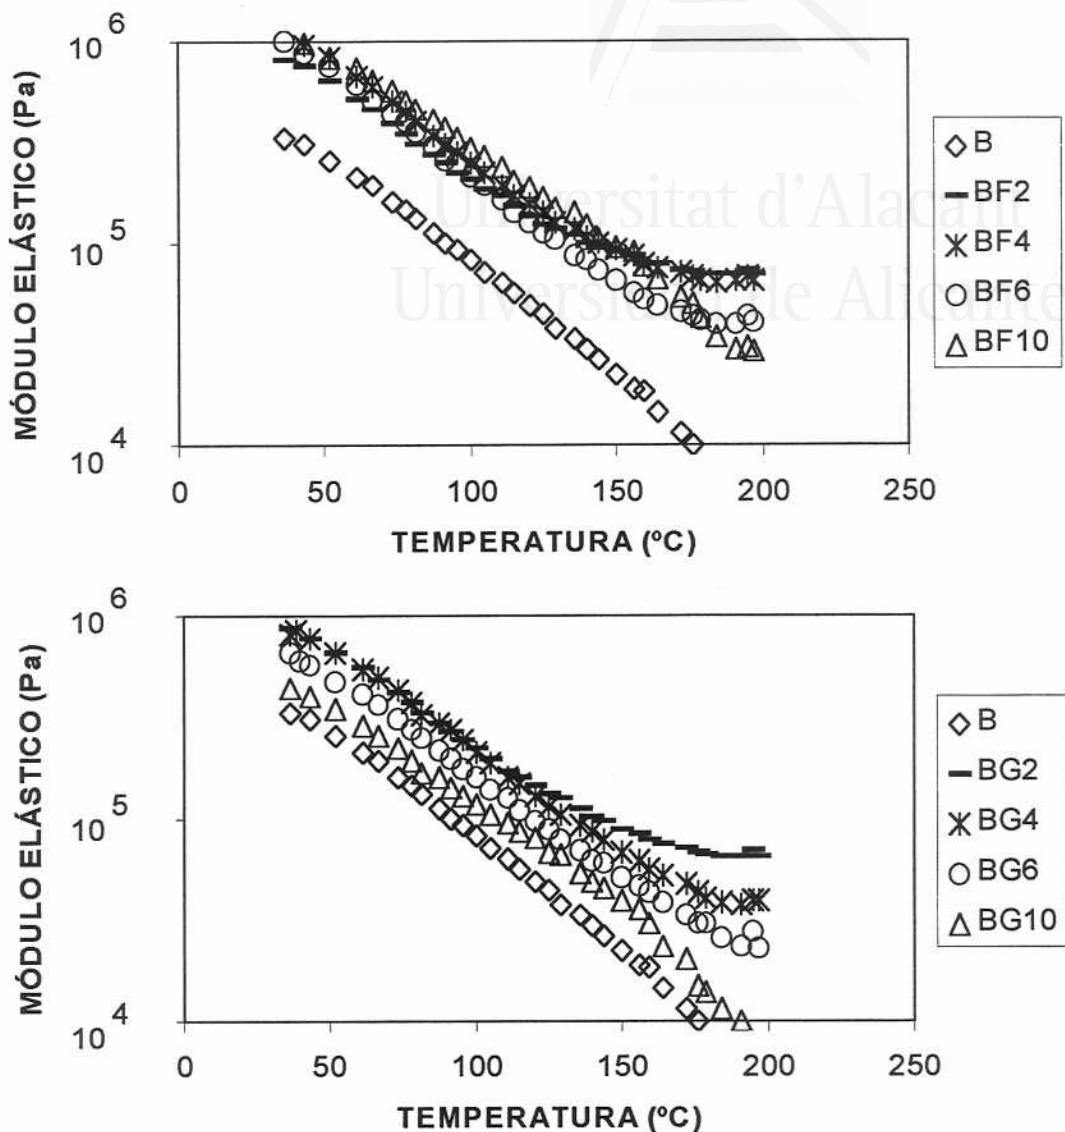 10^6
10^5
10^4
MÓDULO ELÁSTICO (Pa)
0 50 100 150 200 250
TEMPERATURA (ºC)
B
BF2
BF4
BF6
BF10
Universitat d'Alacant
Universidad de Alicante
10^6
10^5
10^4
MÓDULO ELÁSTICO (Pa)
0 50 100 150 200 250
TEMPERATURA (ºC)
B
BG2
BG4
BG6
BG10